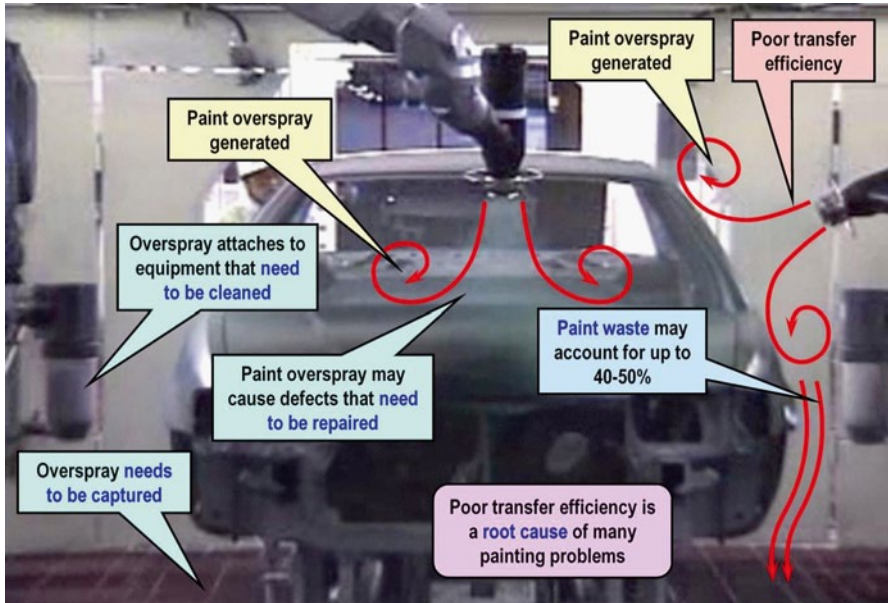 Paint overspray
generated
Poor transfer
efficiency
Paint overspray
generated
Overspray attaches to
equipment that need
to be cleaned
Paint waste may
account for up to
40-50%
Paint overspray may
cause defects that need
to be repaired
Overspray needs
to be captured
Poor transfer efficiency is
a root cause of many
painting problems